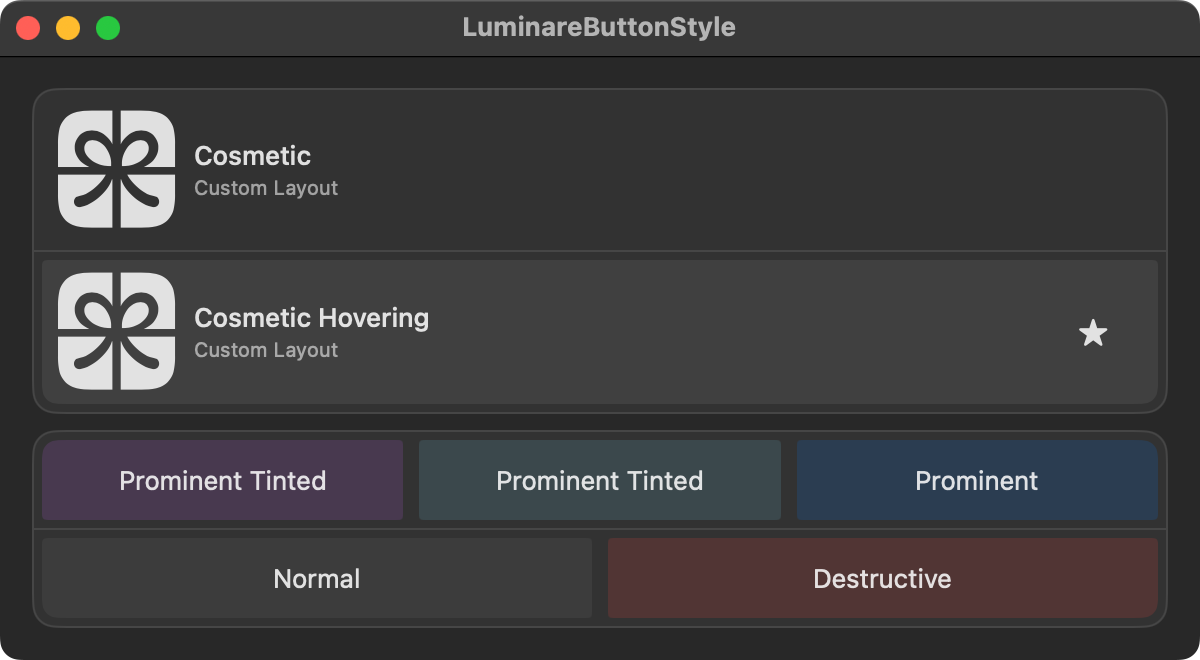 LuminareButtonStyle
Cosmetic
Custom Layout
Cosmetic Hovering
Custom Layout
Prominent Tinted
Prominent Tinted
Prominent
Normal
Destructive